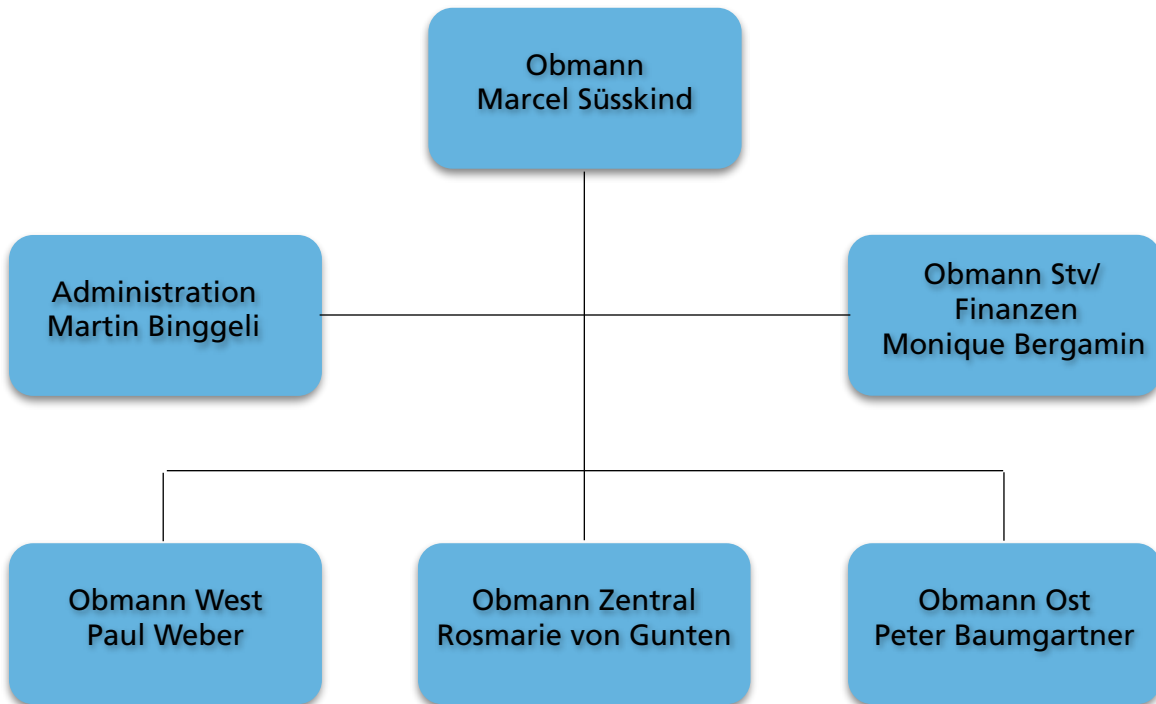 Obmann
Marcel Süsskind
Administration
Martin Binggeli
Obmann Stv/
Finanzen
Monique Bergamin
Obmann West
Paul Weber
Obmann Zentral
Rosmarie von Gunten
Obmann Ost
Peter Baumgartner